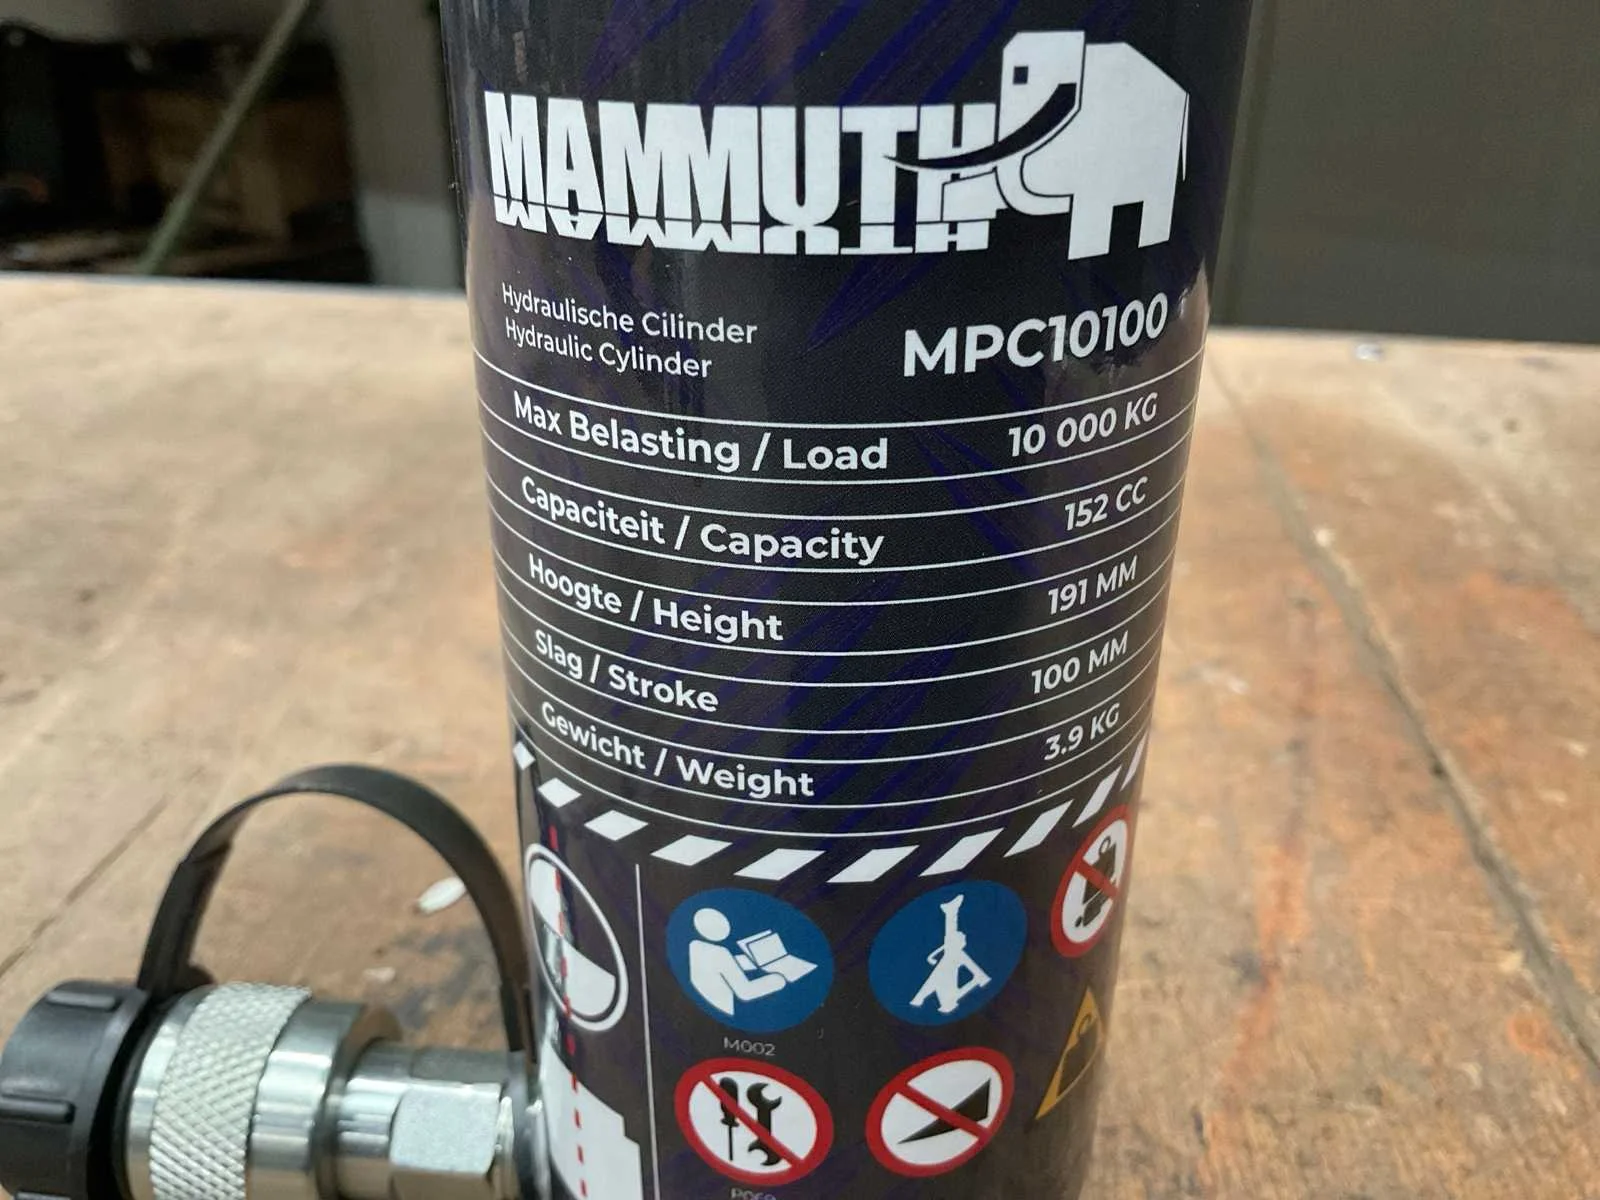 MAMMUTH
Hydraulische Cilinder
Hydraulic Cylinder
MPC10100
Max Belasting / Load 10 000 KG
Capaciteit / Capacity 152 CC
Hoogte / Height 191 MM
Slag / Stroke 100 MM
Gewicht / Weight 3.9 KG
M002